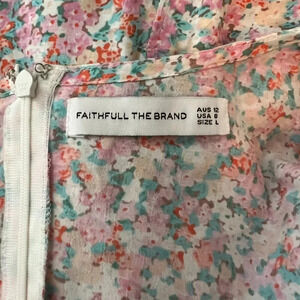 FAITHFULL THE BRAND
AUS 12
USA 8
SIZE L